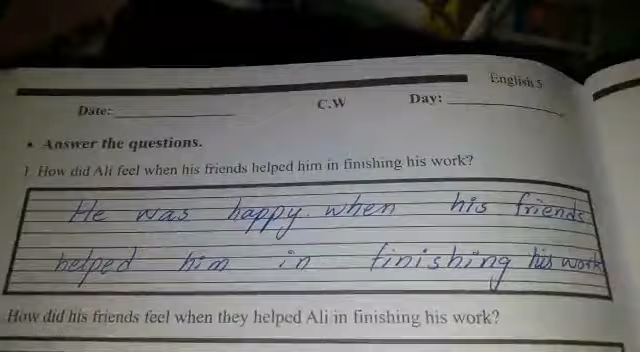 English 5
Date:
C.W
Day:
• Answer the questions.
1. How did Ali feel when his friends helped him in finishing his work?
He was happy. when his friends
helped him in finishing his work
How did his friends feel when they helped Ali in finishing his work?